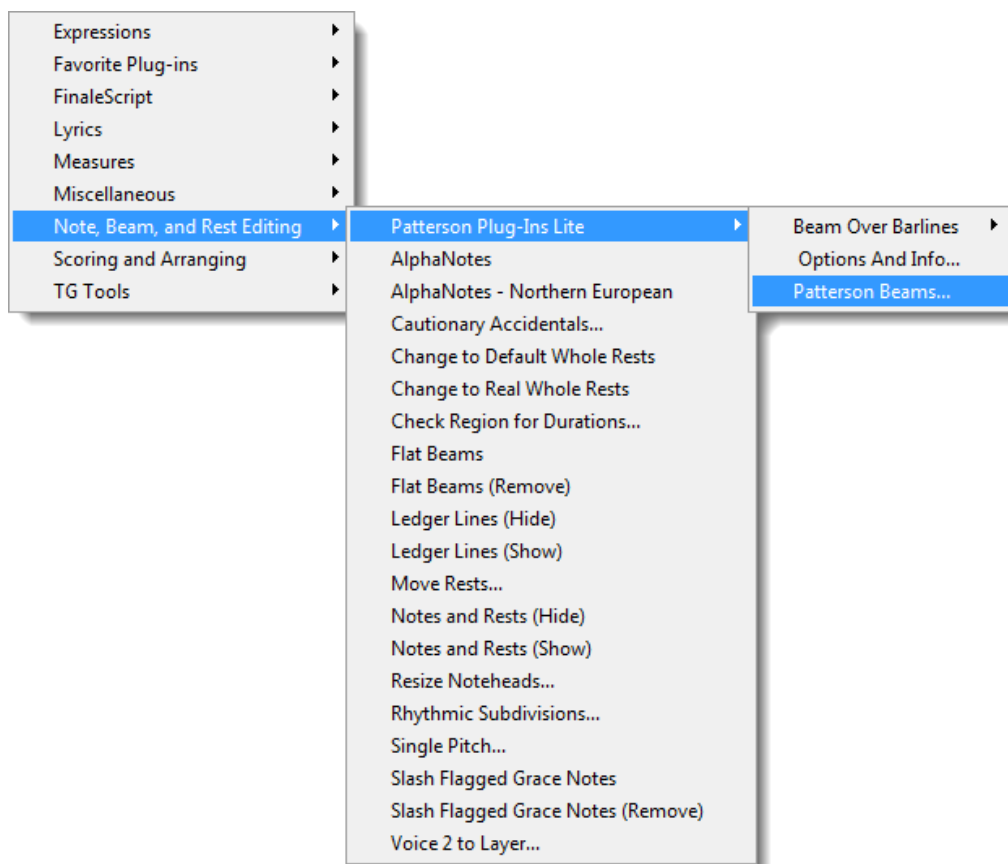 Expressions
Favorite Plug-ins
FinaleScript
Lyrics
Measures
Miscellaneous
Note, Beam, and Rest Editing
Scoring and Arranging
TG Tools
Patterson Plug-Ins Lite
AlphaNotes
AlphaNotes - Northern European
Cautionary Accidentals...
Change to Default Whole Rests
Change to Real Whole Rests
Check Region for Durations...
Flat Beams
Flat Beams (Remove)
Ledger Lines (Hide)
Ledger Lines (Show)
Move Rests...
Notes and Rests (Hide)
Notes and Rests (Show)
Resize Noteheads...
Rhythmic Subdivisions...
Single Pitch...
Slash Flagged Grace Notes
Slash Flagged Grace Notes (Remove)
Voice 2 to Layer...
Beam Over Barlines
Options And Info...
Patterson Beams...